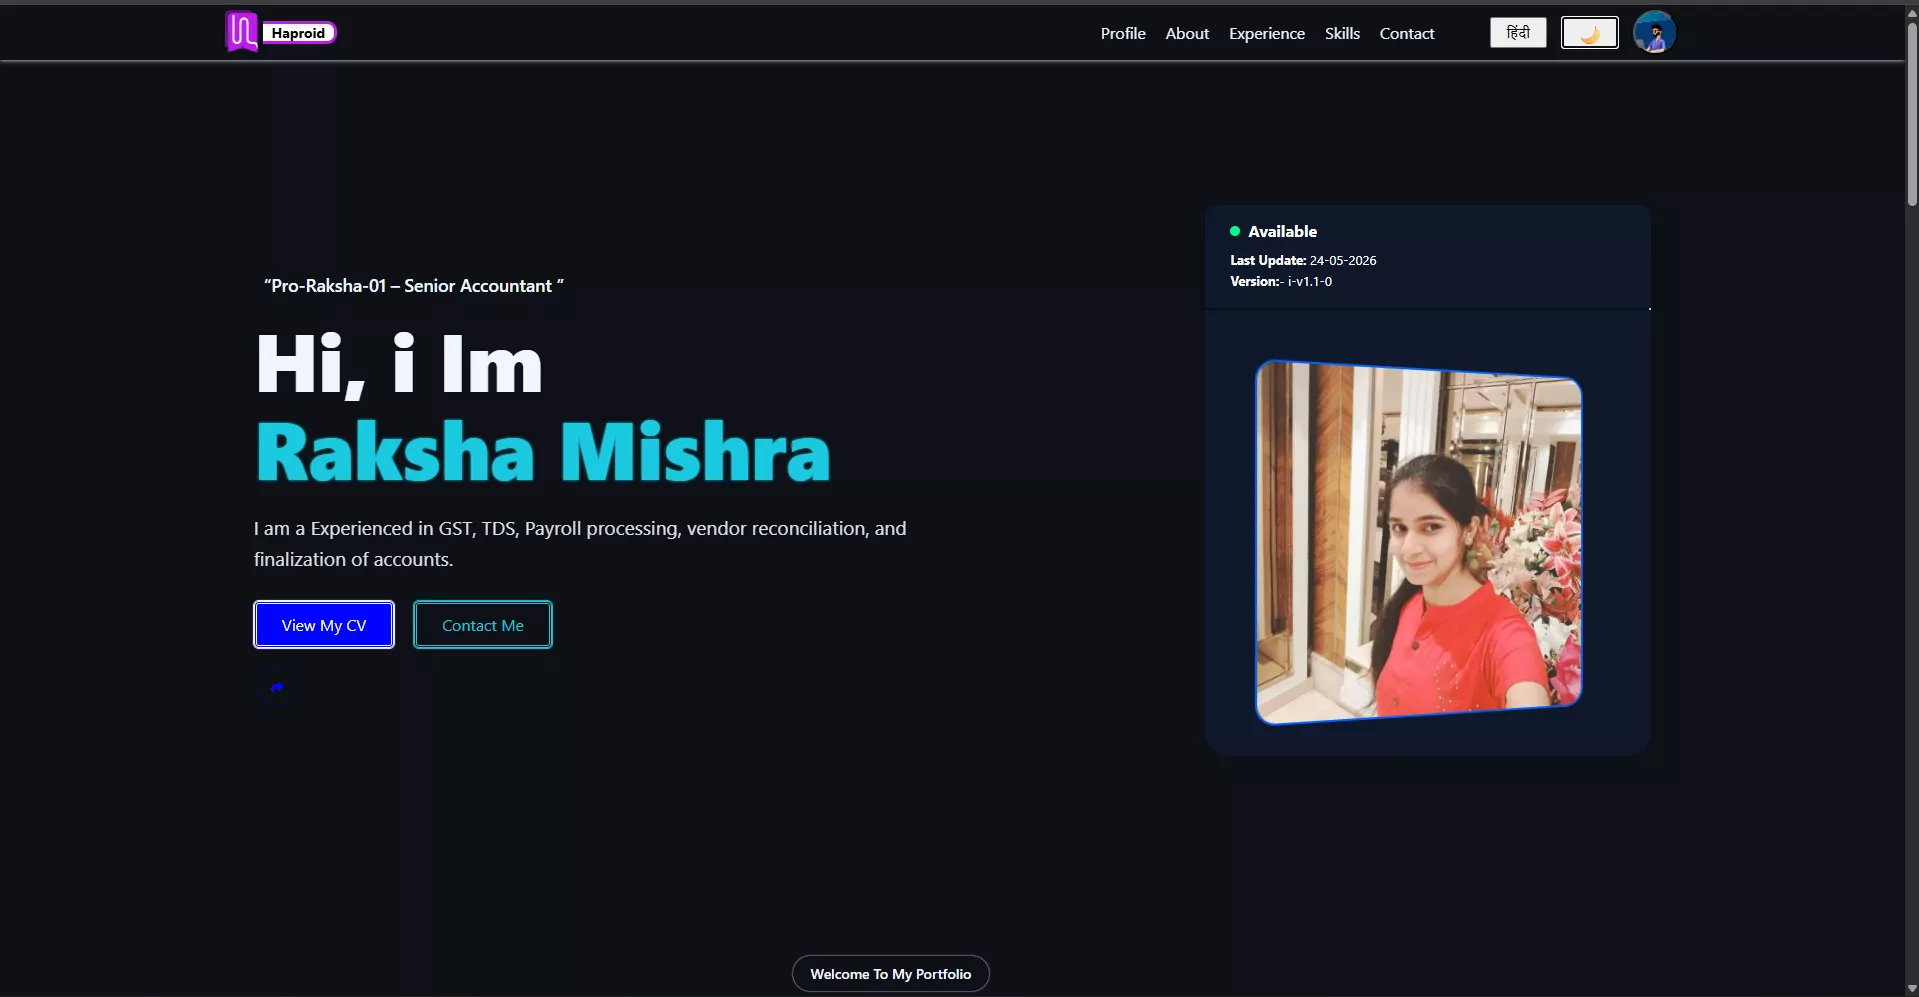 Haproid
Profile About Experience Skills Contact
हिंदी
Available
Last Update: 24-05-2026
Version:- i-v1.1-0
“Pro-Raksha-01 – Senior Accountant ”
Hi, i Im
Raksha Mishra
I am a Experienced in GST, TDS, Payroll processing, vendor reconciliation, and
finalization of accounts.
View My CV
Contact Me
Welcome To My Portfolio